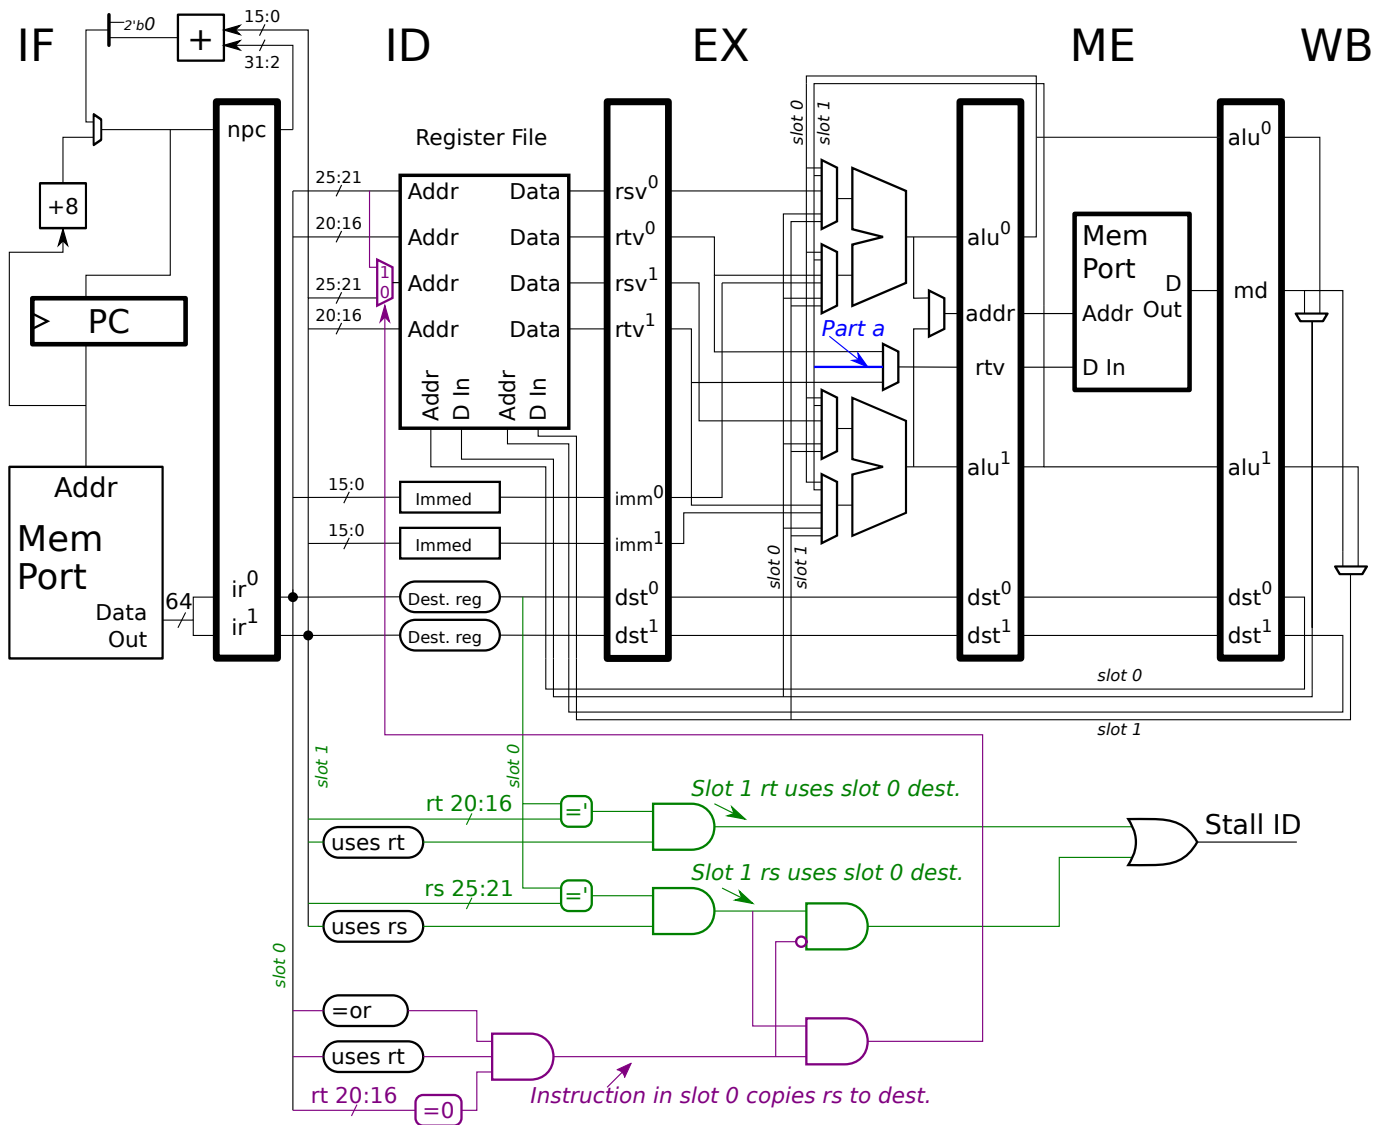 IF
ID
EX
ME
WB
2'b0
+
15:0
31:2
npc
+8
PC
Addr
Mem
Port
Data
Out
64
ir0
ir1
Register File
25:21
20:16
25:21
20:16
1
0
Addr
Addr
Addr
Addr
Data
Data
Data
Data
Addr
D In
Addr
D In
15:0
Immed
15:0
Immed
Dest. reg
Dest. reg
rsv0
rtv0
rsv1
rtv1
imm0
imm1
dst0
dst1
slot 0
slot 1
Part a
slot 0
slot 1
alu0
addr
rtv
alu1
dst0
dst1
Mem
Port
D
Out
Addr
D In
alu0
md
alu1
dst0
dst1
slot 0
slot 1
slot 1
slot 0
rt 20:16
='
uses rt
Slot 1 rt uses slot 0 dest.
Stall ID
rs 25:21
='
uses rs
Slot 1 rs uses slot 0 dest.
slot 0
=or
uses rt
rt 20:16
=0
Instruction in slot 0 copies rs to dest.